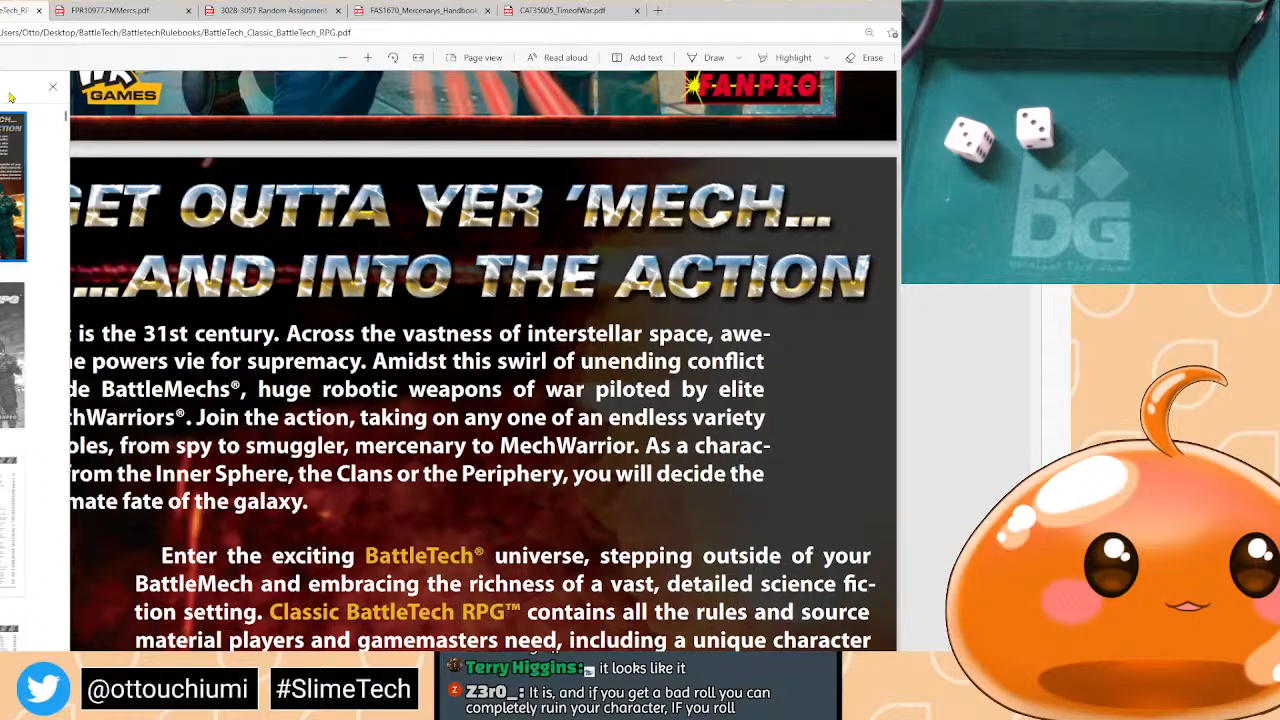 FPR10977.FMMercs.pdf
3028-3057 Random Assignment
FAS1670_Mercenarys_Handbook
CAT35005_TimeofWar.pdf
Users/Otto/Desktop/BattleTech/BattletechRulebooks/BattleTech_Classic_BattleTech_RPG.pdf
Page view
Read aloud
Add text
Draw
Highlight
Erase
GAMES
FANPRO
GET OUTTA YER 'MECH...
...AND INTO THE ACTION
is the 31st century. Across the vastness of interstellar space, awe-
e powers vie for supremacy. Amidst this swirl of unending conflict
de BattleMechs®, huge robotic weapons of war piloted by elite
hWarriors®. Join the action, taking on any one of an endless variety
oles, from spy to smuggler, mercenary to MechWarrior. As a charac-
from the Inner Sphere, the Clans or the Periphery, you will decide the
mate fate of the galaxy.
Enter the exciting BattleTech® universe, stepping outside of your
BattleMech and embracing the richness of a vast, detailed science fic-
tion setting. Classic BattleTech RPG™ contains all the rules and source
material players and gamemasters need, including a unique character
MDG
@ottouchiumi
#SlimeTech
Terry Higgins: it looks like it
Z3r0_: It is, and if you get a bad roll you can
completely ruin your character, IF you roll